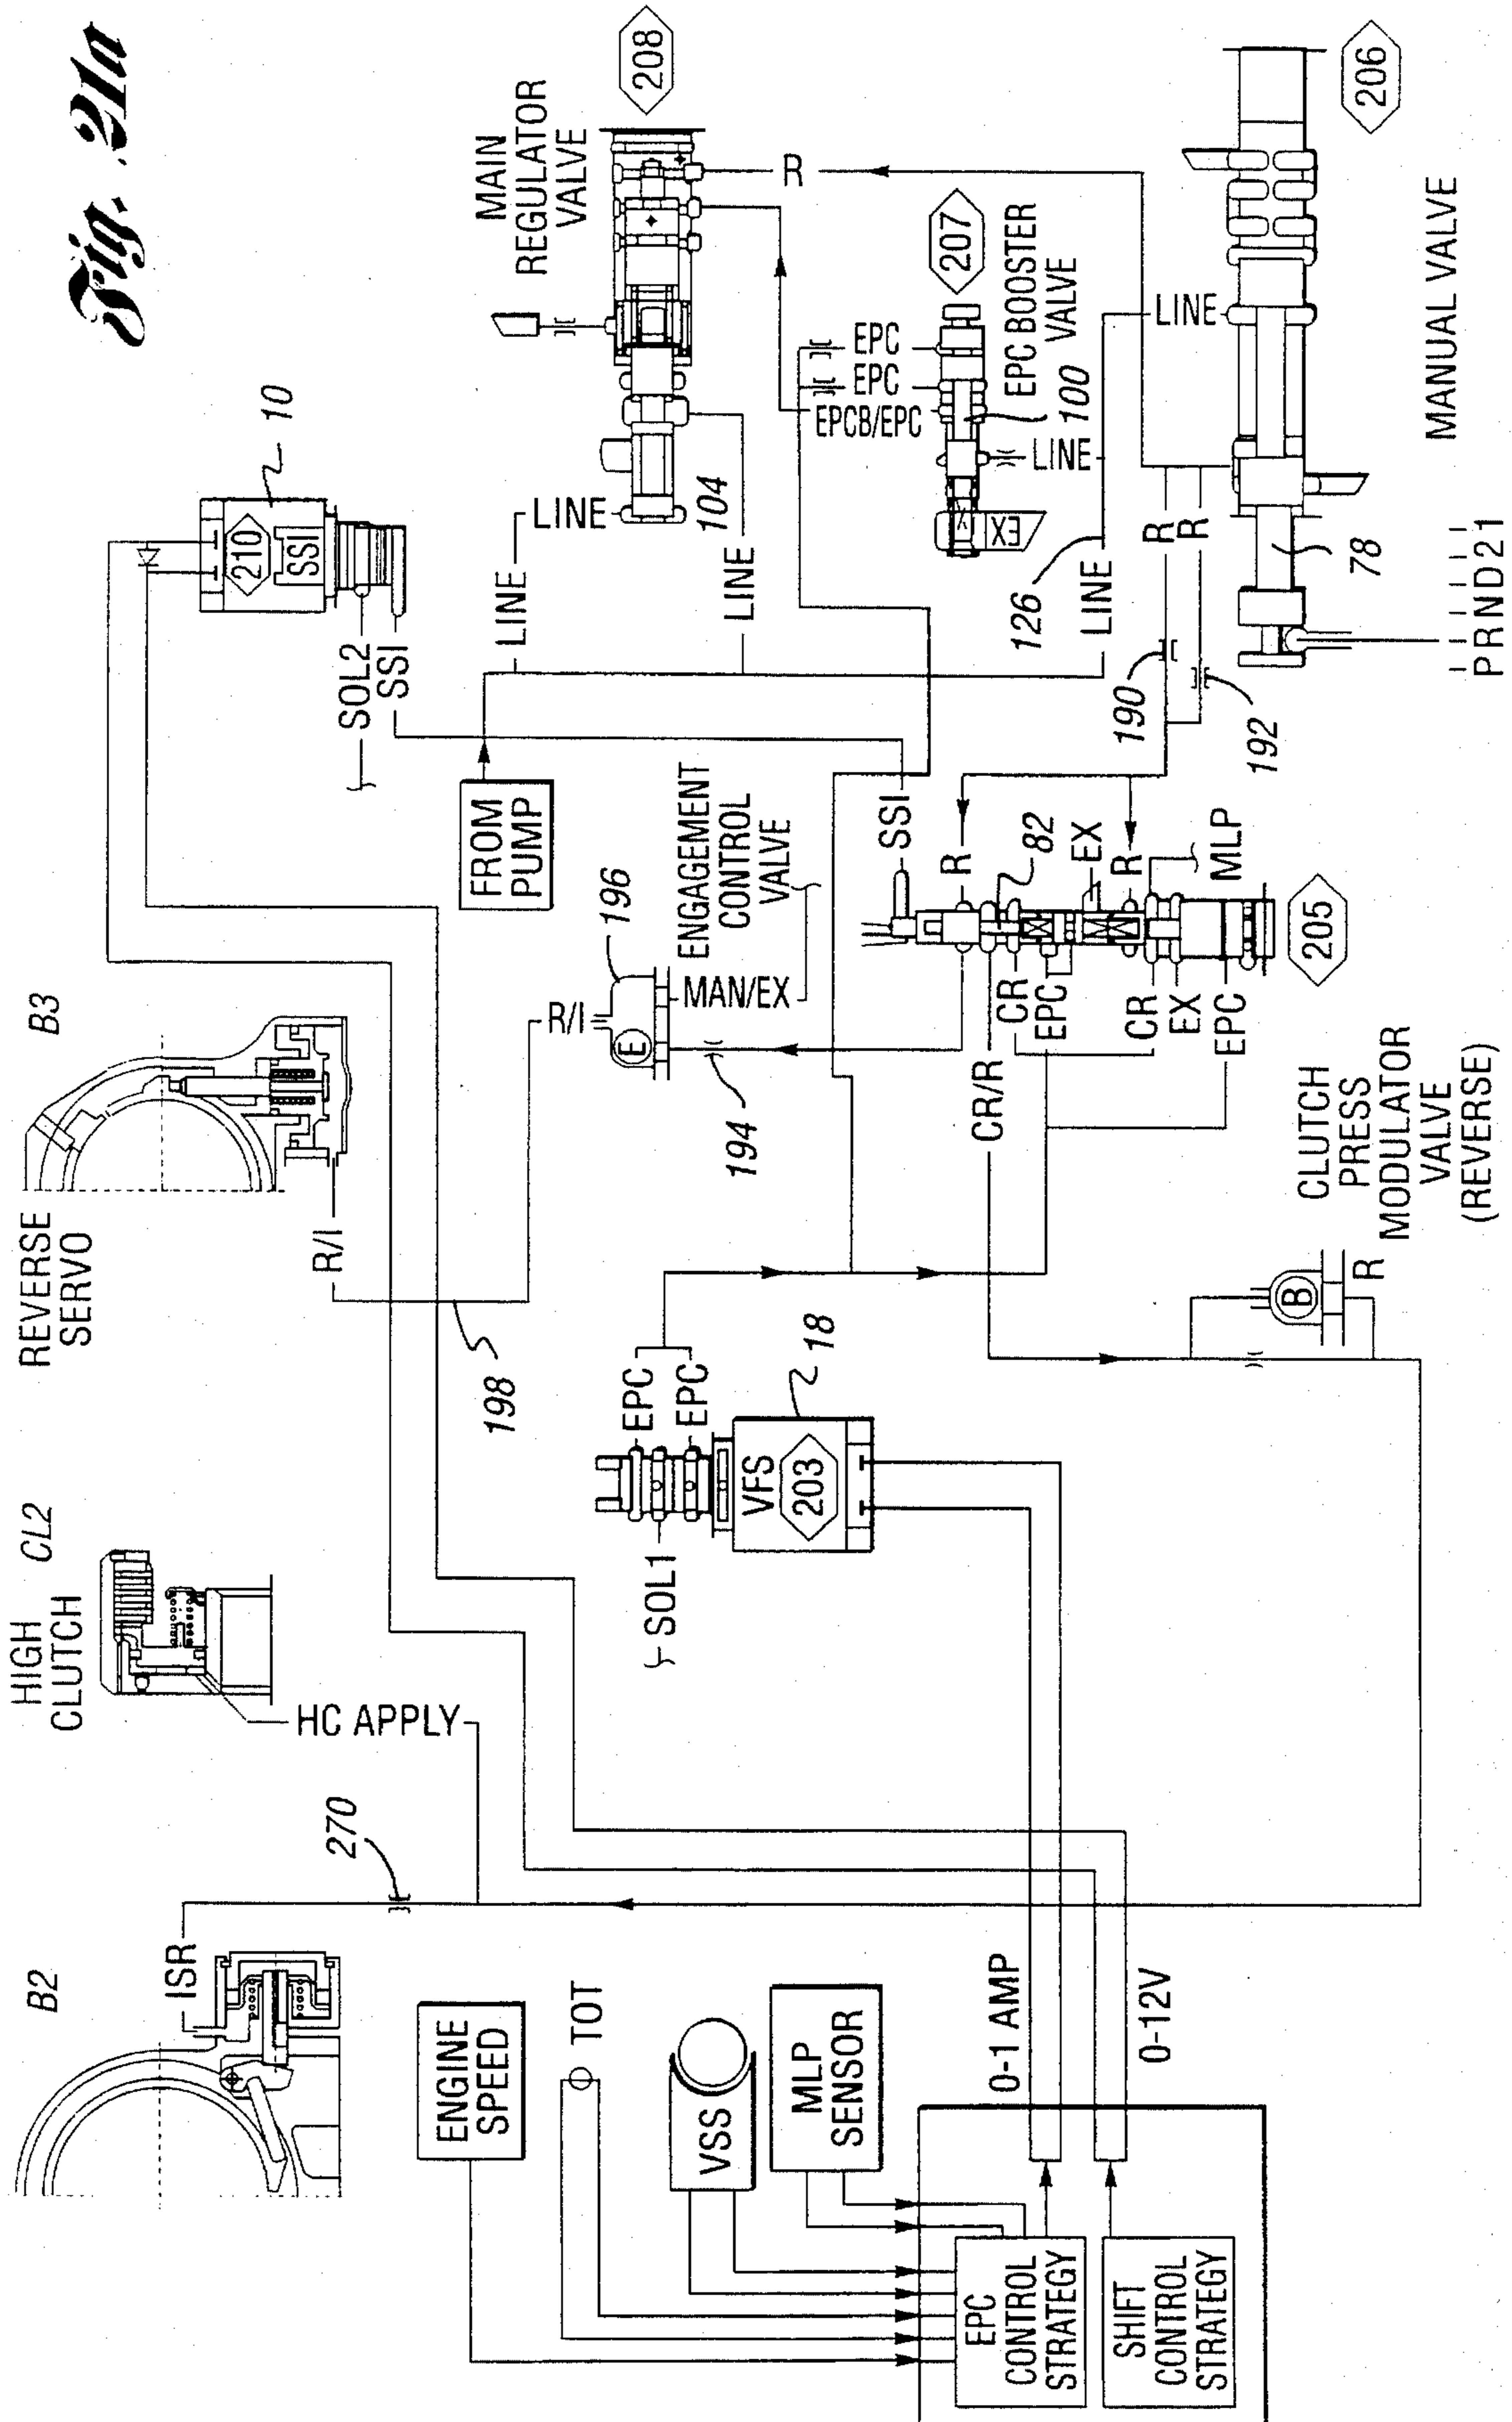 Fig. 21a
B2
HIGH
CLUTCH
CL2
REVERSE
SERVO
B3
ISR
270
HC APPLY
R/I
198
SOL2
SSI
210
SSI
10
MAIN
REGULATOR
VALVE
208
LINE
104
LINE
LINE
FROM
PUMP
R/I
196
E
MAN/EX
194
ENGAGEMENT
CONTROL
VALVE
EPC
EPC
EPCB/EPC
207
EPC BOOSTER
VALVE
100
EX
LINE
126
LINE
LINE
R
ENGINE
SPEED
TOT
VSS
MLP
SENSOR
SOL1
EPC
EPC
VFS
203
18
SSI
R
82
EX
R
MLP
205
CR/R
CR
EPC
CR
EX
EPC
R
R
190
192
78
206
MANUAL VALVE
P R N D 2 1
CLUTCH
PRESS
MODULATOR
VALVE
(REVERSE)
B
R
0-1 AMP
0-12V
EPC
CONTROL
STRATEGY
SHIFT
CONTROL
STRATEGY